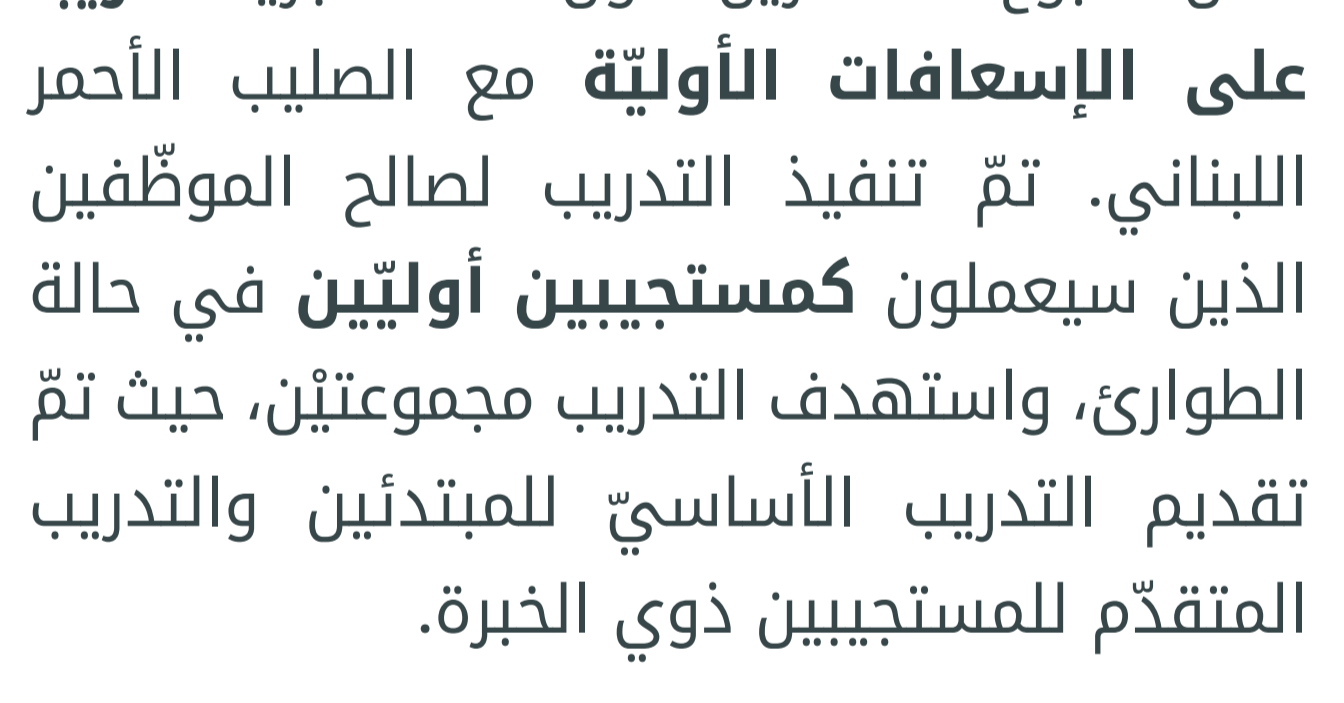 على الإسعافات الأوليّة مع الصليب الأحمر
اللبناني. تمّ تنفيذ التدريب لصالح الموظّفين
الذين سيعملون كمستجيبين أوليّين في حالة
الطوارئ، واستهدف التدريب مجموعتيْن، حيث تمّ
تقديم التدريب الأساسيّ للمبتدئين والتدريب
المتقدّم للمستجيبين ذوي الخبرة.